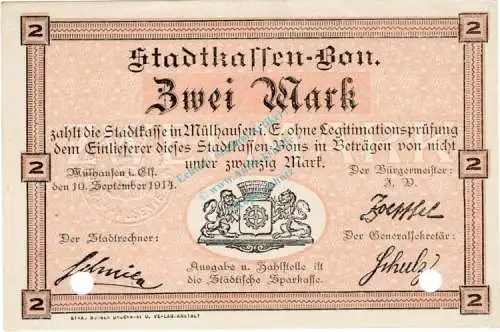 2 2
Stadtkassen-Bon.
Zwei Mark
zahlt die Stadtkasse in Mülhausen i. E. ohne Legitimationsprüfung
dem Einlieferer dieses Stadtkassen-Bons in Beträgen von nicht
unter zwanzig Mark.
2 2
Mülhausen i. Els.
den 10. September 1914.
Der Bürgermeister:
J. V.
Der Stadtrechner:
Der Generalsekretär:
Schulz
Ausgabe u. Zahlstelle ist
die Städtische Sparkasse.
2 2